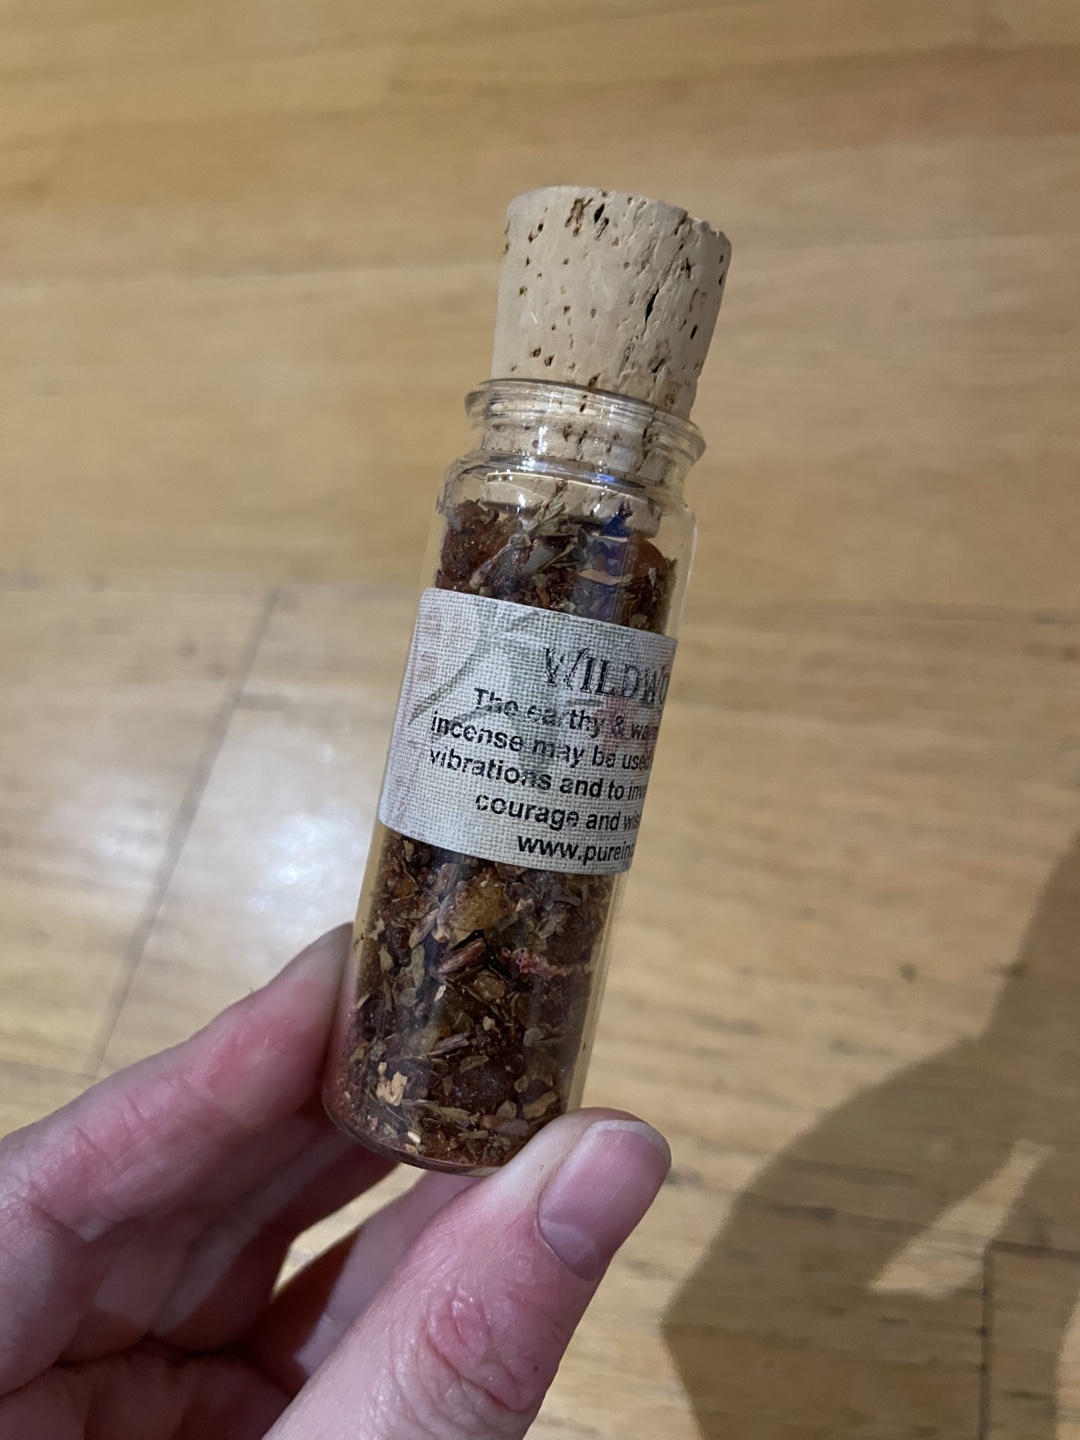 WILDWO
The earthy & wa
incense may be used
vibrations and to inv
courage and wis
www.purein